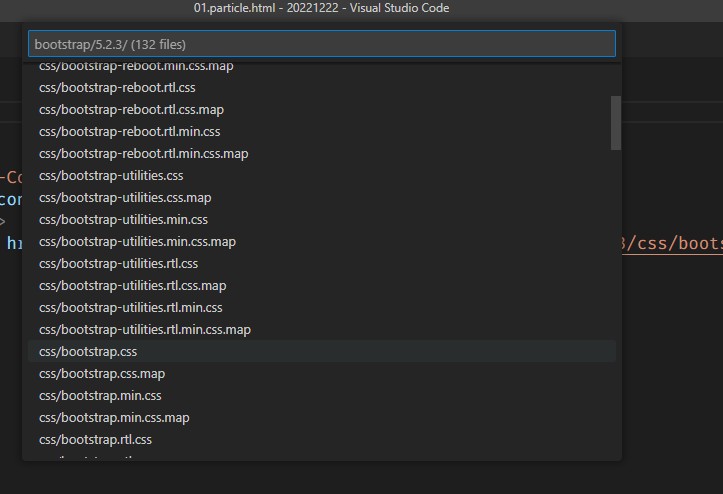 01.particle.html - 20221222 - Visual Studio Code
bootstrap/5.2.3/ (132 files)
css/bootstrap-reboot.min.css.map
css/bootstrap-reboot.rtl.css
css/bootstrap-reboot.rtl.css.map
css/bootstrap-reboot.rtl.min.css
css/bootstrap-reboot.rtl.min.css.map
css/bootstrap-utilities.css
css/bootstrap-utilities.css.map
css/bootstrap-utilities.min.css
css/bootstrap-utilities.min.css.map
css/bootstrap-utilities.rtl.css
css/bootstrap-utilities.rtl.css.map
css/bootstrap-utilities.rtl.min.css
css/bootstrap-utilities.rtl.min.css.map
css/bootstrap.css
css/bootstrap.css.map
css/bootstrap.min.css
css/bootstrap.min.css.map
css/bootstrap.rtl.css
-Co
con
>
hr
3/css/boots